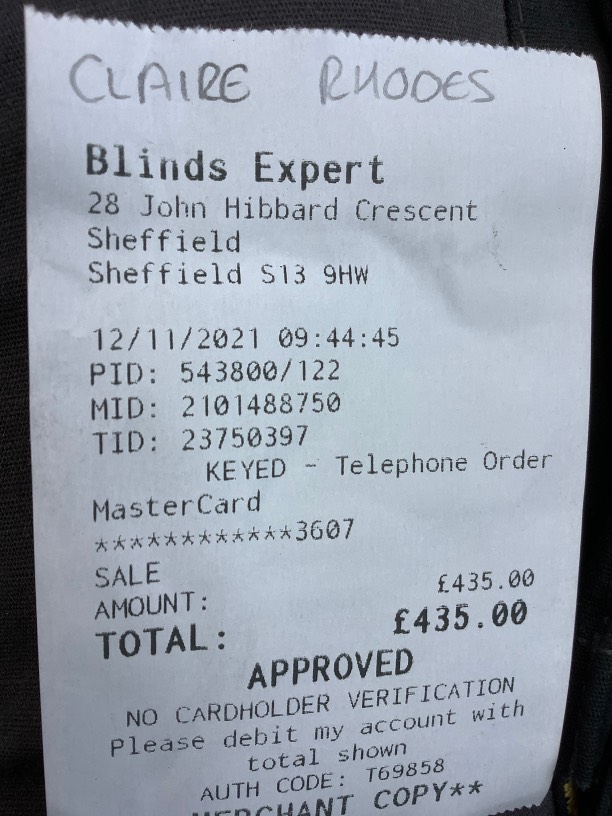 CLAIRE RHODES
Blinds Expert
28 John Hibbard Crescent
Sheffield
Sheffield S13 9HW
12/11/2021 09:44:45
PID: 543800/122
MID: 2101488750
TID: 23750397
KEYED - Telephone Order
MasterCard
************3607
SALE
AMOUNT: £435.00
TOTAL: £435.00
APPROVED
NO CARDHOLDER VERIFICATION
Please debit my account with
total shown
AUTH CODE: T69858
MERCHANT COPY**